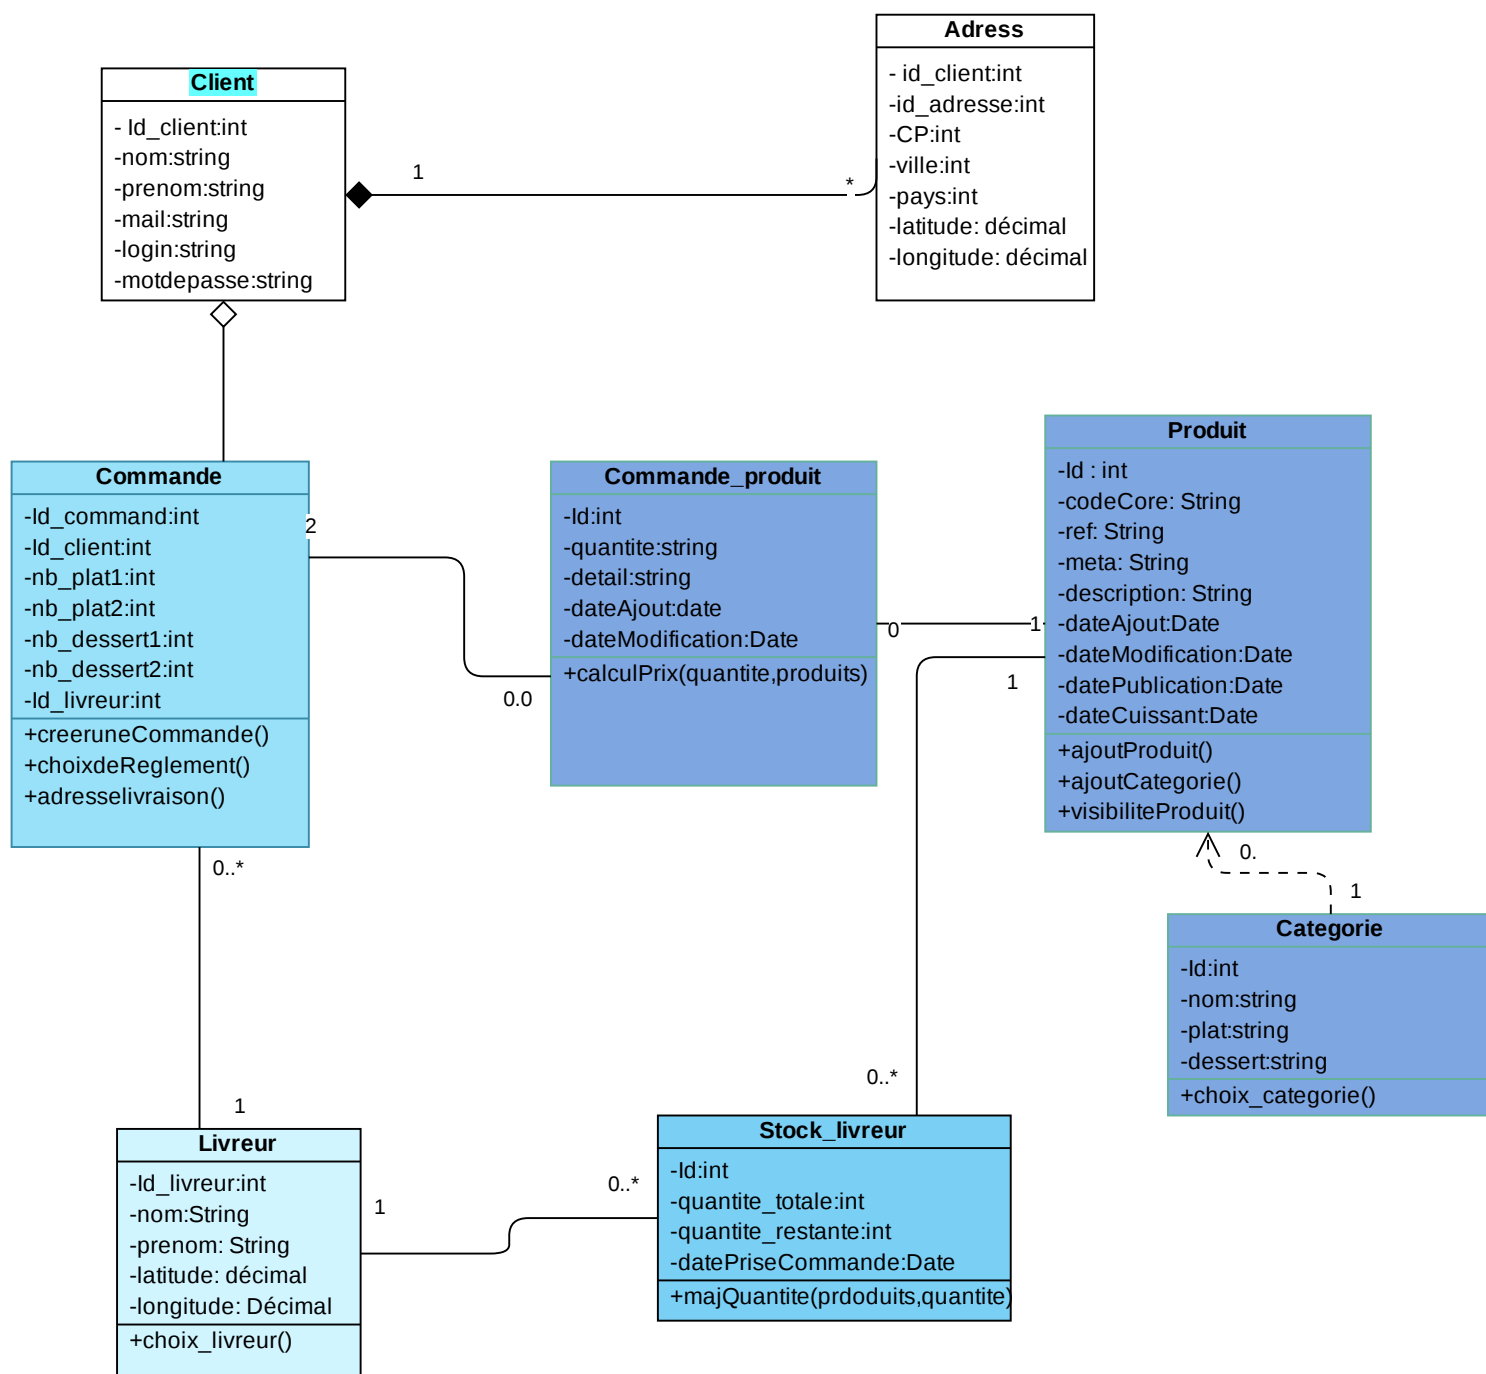 Adress
- id_client:int
-id_adresse:int
-CP:int
-ville:int
-pays:int
-latitude: décimal
-longitude: décimal
Client
- Id_client:int
-nom:string
-prenom:string
-mail:string
-login:string
-motdepasse:string
1
*
Commande
-Id_command:int
-Id_client:int
-nb_plat1:int
-nb_plat2:int
-nb_dessert1:int
-nb_dessert2:int
-Id_livreur:int
+creeruneCommande()
+choixdeReglement()
+adresselivraison()
2
0.0
Commande_produit
-Id:int
-quantite:string
-detail:string
-dateAjout:date
-dateModification:Date
+calculPrix(quantite,produits)
0
1
1
Produit
-Id : int
-codeCore: String
-ref: String
-meta: String
-description: String
-dateAjout:Date
-dateModification:Date
-datePublication:Date
-dateCuissant:Date
+ajoutProduit()
+ajoutCategorie()
+visibiliteProduit()
0.
1
Categorie
-Id:int
-nom:string
-plat:string
-dessert:string
+choix_categorie()
0..*
1
Livreur
-Id_livreur:int
-nom:String
-prenom: String
-latitude: décimal
-longitude: Décimal
+choix_livreur()
1
0..*
0..*
Stock_livreur
-Id:int
-quantite_totale:int
-quantite_restante:int
-datePriseCommande:Date
+majQuantite(prdoduits,quantite)